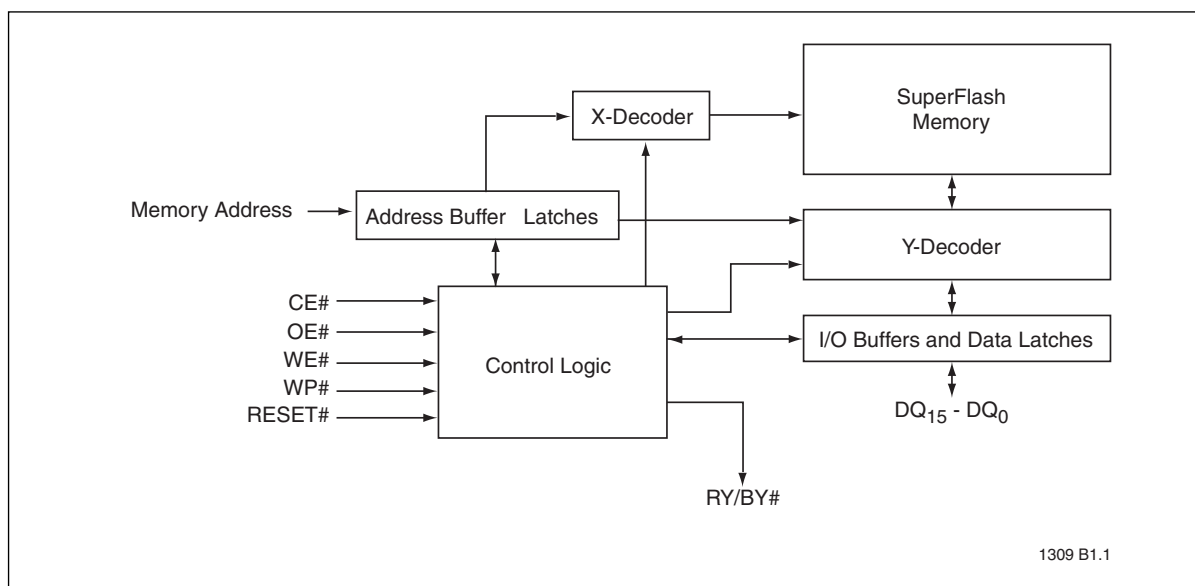 SuperFlash
Memory
X-Decoder
Memory Address
Address Buffer Latches
Y-Decoder
CE#
OE#
WE#
WP#
RESET#
Control Logic
I/O Buffers and Data Latches
DQ15 - DQ0
RY/BY#
1309 B1.1